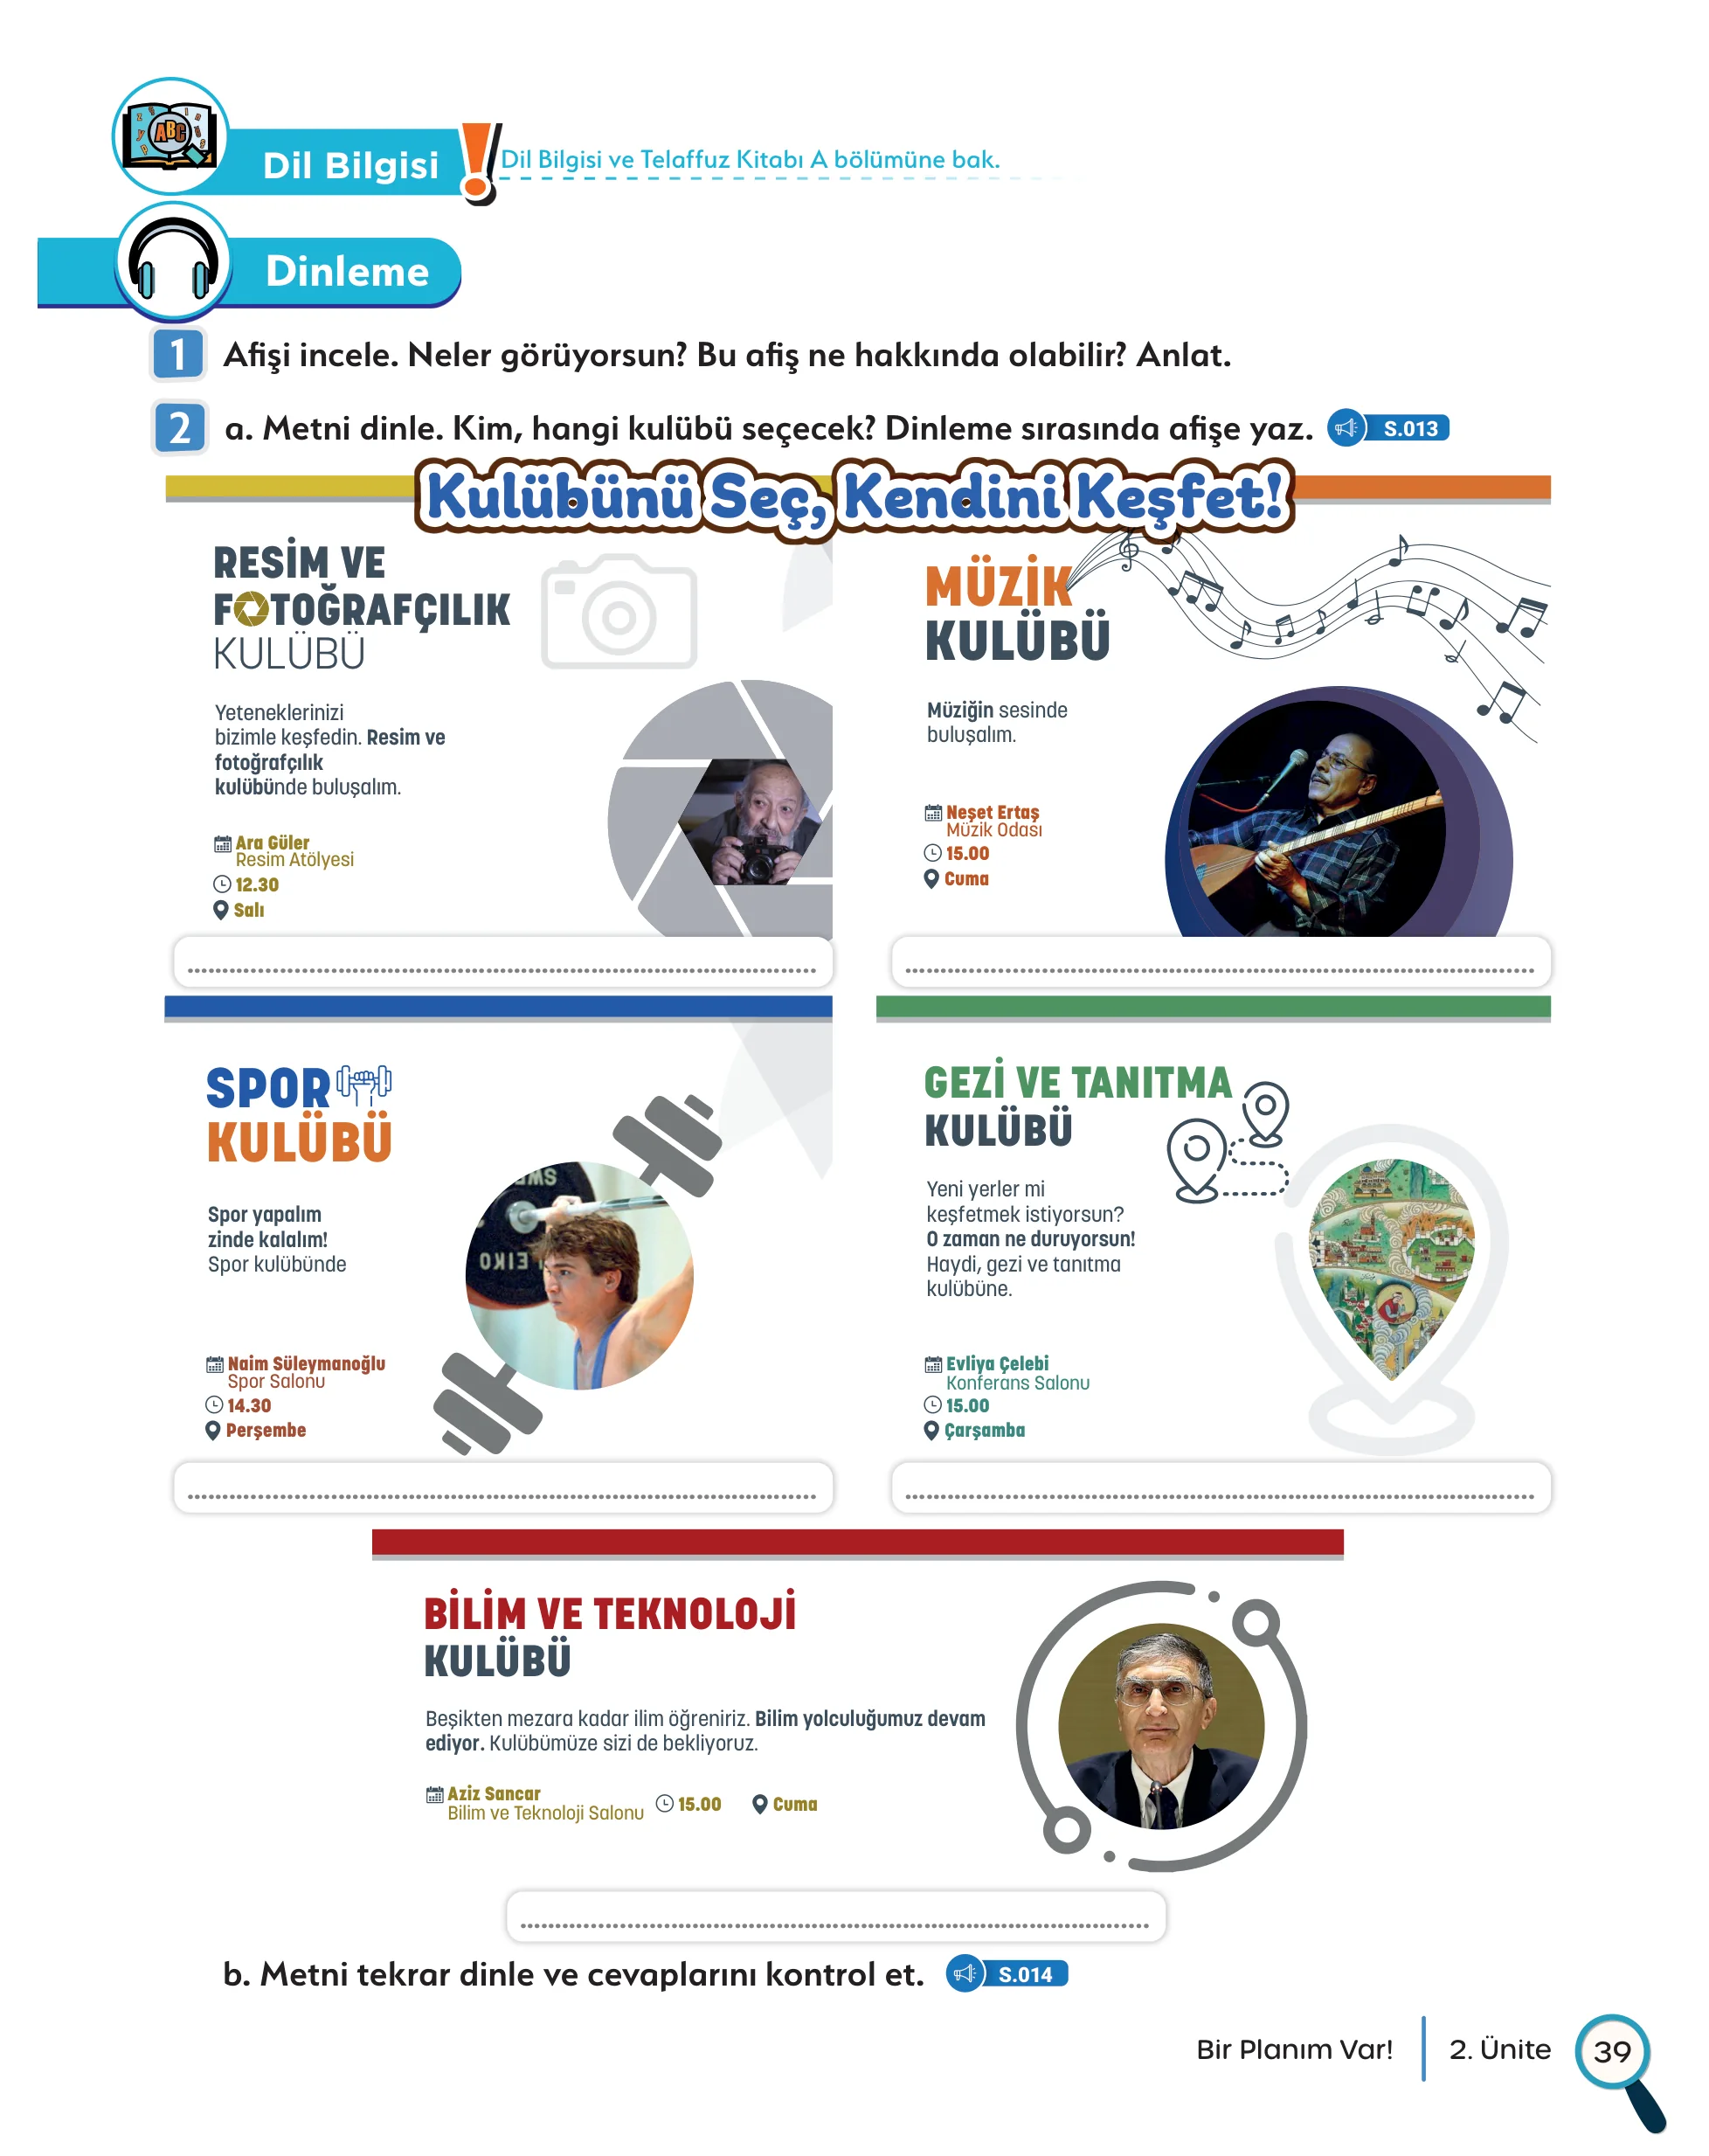 ABC
Dil Bilgisi
Dil Bilgisi ve Telaffuz Kitabı A bölümüne bak.
Dinleme
1 Afişi incele. Neler görüyorsun? Bu afiş ne hakkında olabilir? Anlat.
2 a. Metni dinle. Kim, hangi kulübü seçecek? Dinleme sırasında afişe yaz. S.013
Kulübünü Seç, Kendini Keşfet!
RESİM VE
FOTOĞRAFÇILIK
KULÜBÜ
Yeteneklerinizi
bizimle keşfedin. Resim ve
fotoğrafçılık
kulübünde buluşalım.
Ara Güler
Resim Atölyesi
12.30
Salı
MÜZİK
KULÜBÜ
Müziğin sesinde
buluşalım.
Neşet Ertaş
Müzik Odası
15.00
Cuma
SPOR
KULÜBÜ
Spor yapalım
zinde kalalım!
Spor kulübünde
Naim Süleymanoğlu
Spor Salonu
14.30
Perşembe
GEZİ VE TANITMA
KULÜBÜ
Yeni yerler mi
keşfetmek istiyorsun?
O zaman ne duruyorsun!
Haydi, gezi ve tanıtma
kulübüne.
Evliya Çelebi
Konferans Salonu
15.00
Çarşamba
BİLİM VE TEKNOLOJİ
KULÜBÜ
Beşikten mezara kadar ilim öğreniriz. Bilim yolculuğumuz devam
ediyor. Kulübümüze sizi de bekliyoruz.
Aziz Sancar
Bilim ve Teknoloji Salonu
15.00
Cuma
b. Metni tekrar dinle ve cevaplarını kontrol et. S.014
Bir Planım Var! 2. Ünite 39